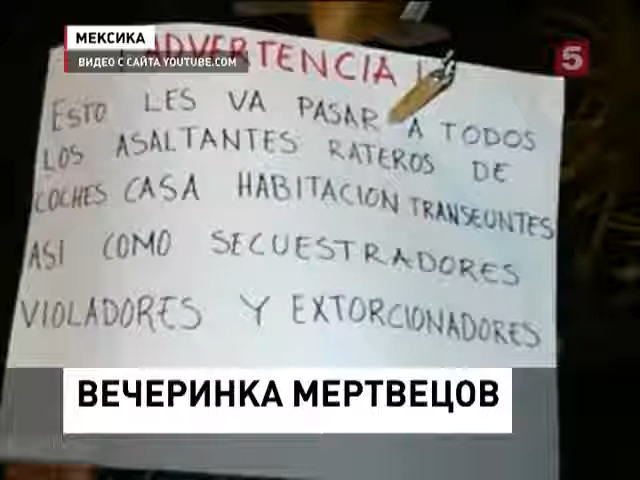 МЕКСИКА
ВИДЕО С САЙТА YOUTUBE.COM
5
ADVERTENCIA !
ESTO LES VA PASAR A TODOS
LOS ASALTANTES RATEROS DE
COCHES CASA HABITACION TRANSEUNTES
ASI COMO SECUESTRADORES
VIOLADORES Y EXTORCIONADORES
ВЕЧЕРИНКА МЕРТВЕЦОВ